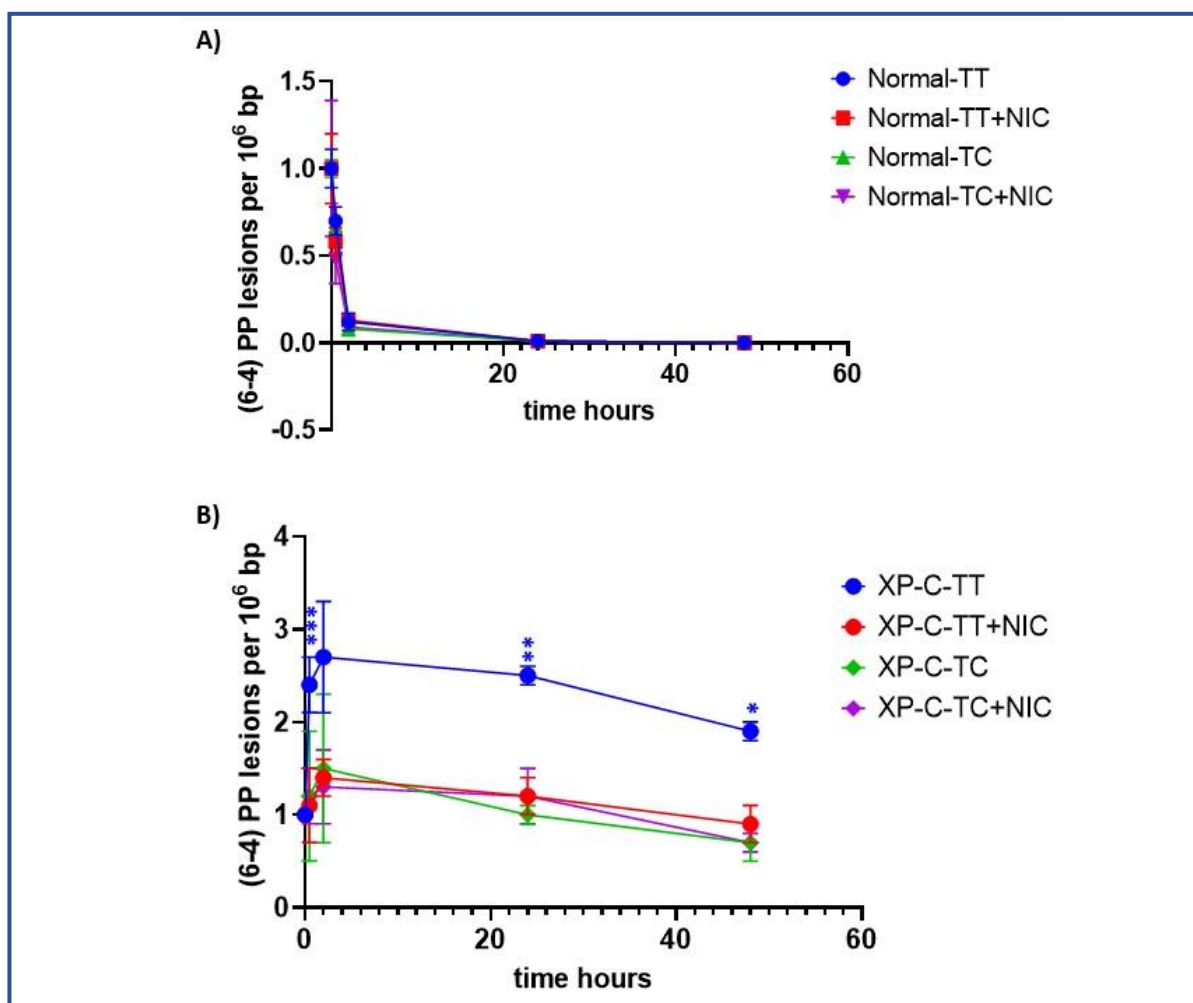 A)
(6-4) PP lesions per 10⁶ bp
1.5
1.0
0.5
0.0
-0.5
20
40
60
time hours
Normal-TT
Normal-TT+NIC
Normal-TC
Normal-TC+NIC
B)
(6-4) PP lesions per 10⁶ bp
4
3
2
1
0
0
20
40
60
time hours
***
**
*
XP-C-TT
XP-C-TT+NIC
XP-C-TC
XP-C-TC+NIC